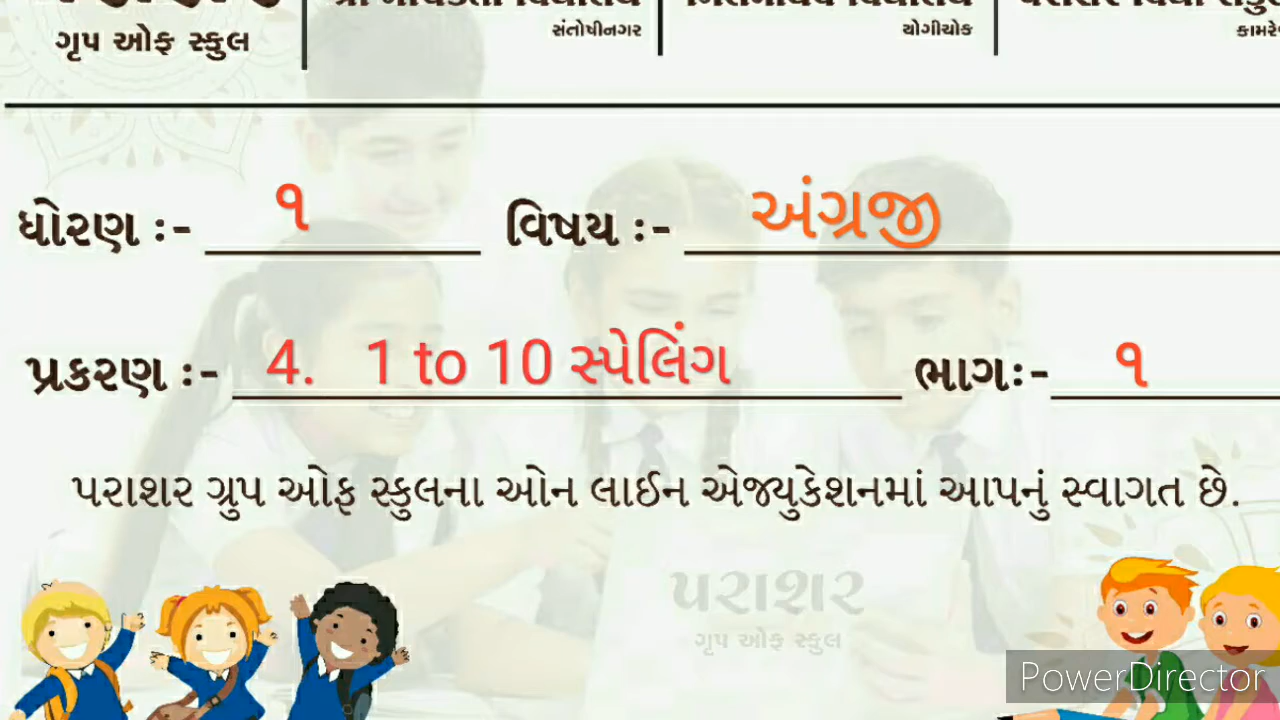 ગૃપ ઓફ સ્કુલ
સંતોષીનગર
યોગીચોક
ધોરણ :- ૧ વિષય :- અંગ્રજી
પ્રકરણ :- 4. 1 to 10 સ્પેલિંગ ભાગ:- ૧
પરાશર ગ્રુપ ઓફ સ્કુલના ઓન લાઈન એજ્યુકેશનમાં આપનું સ્વાગત છે.
પરાશર
ગૃપ ઓફ સ્કુલ
PowerDirector